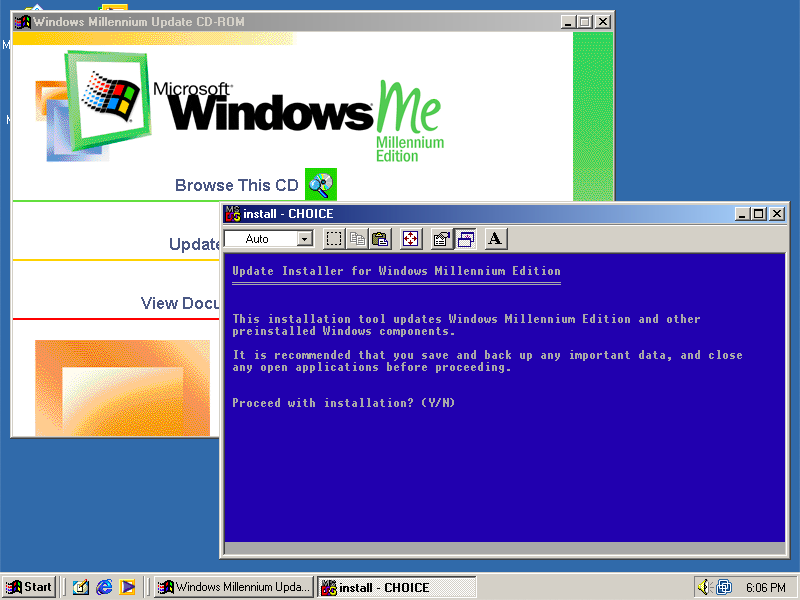 Windows Millennium Update CD-ROM
Microsoft
Windows Me
Millennium
Edition
Browse This CD
Update
View Docu
install - CHOICE
Auto
A
Update Installer for Windows Millennium Edition
This installation tool updates Windows Millennium Edition and other
preinstalled Windows components.
It is recommended that you save and back up any important data, and close
any open applications before proceeding.
Proceed with installation? (Y/N)
Start
Windows Millennium Upda...
install - CHOICE
6:06 PM